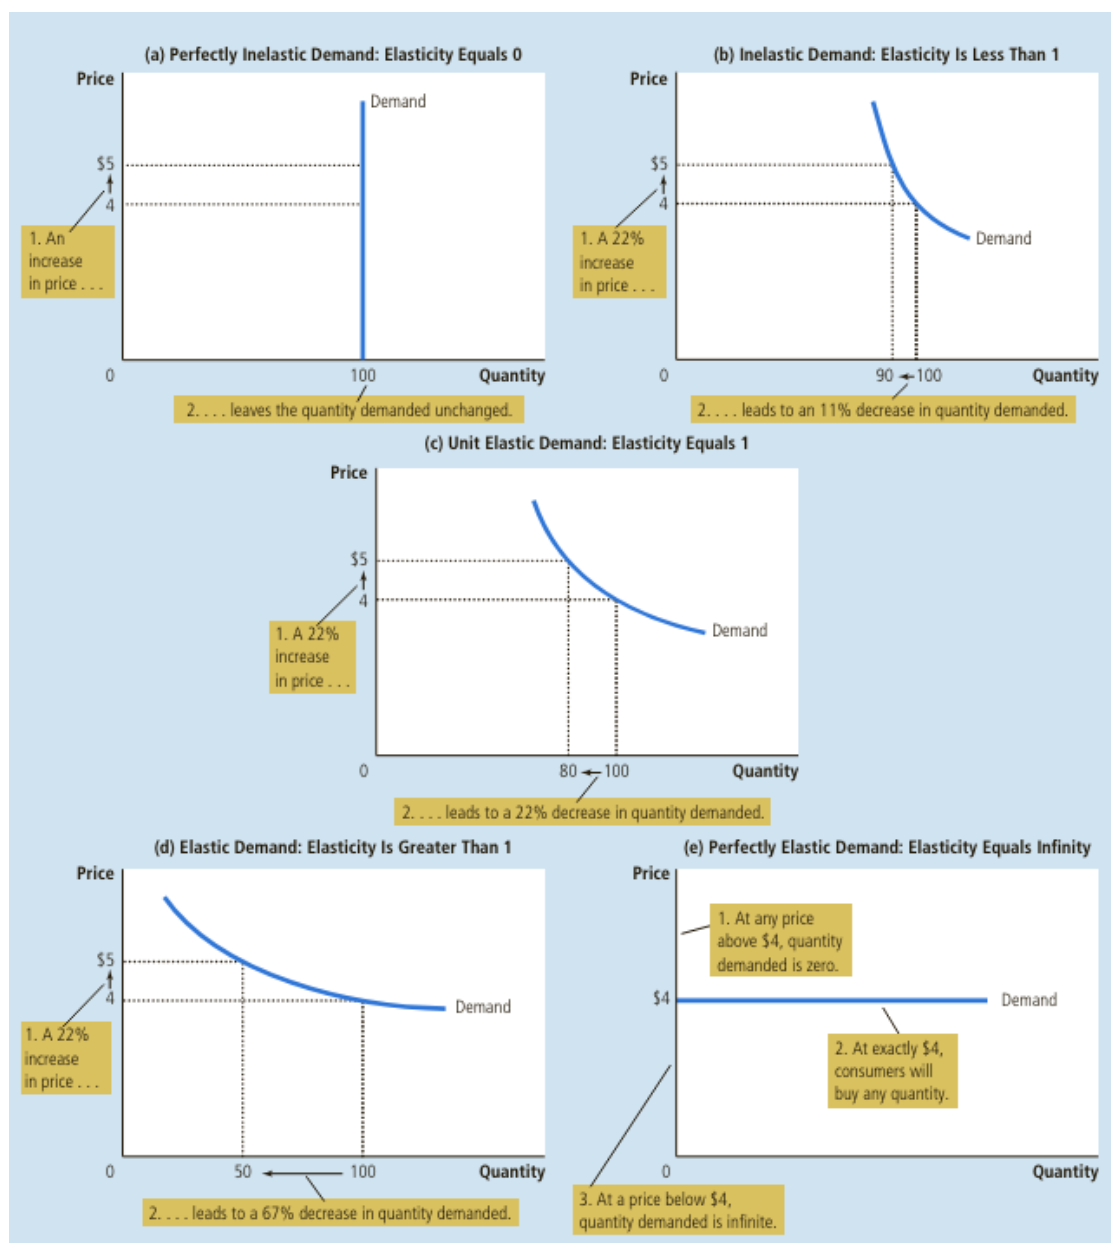 (a) Perfectly Inelastic Demand: Elasticity Equals 0
Price
Demand
$5
4
1. An
increase
in price . . .
0
100
Quantity
2. . . . leaves the quantity demanded unchanged.
(b) Inelastic Demand: Elasticity Is Less Than 1
Price
$5
4
Demand
1. A 22%
increase
in price . . .
0
90
100
Quantity
2. . . . leads to an 11% decrease in quantity demanded.
(c) Unit Elastic Demand: Elasticity Equals 1
Price
$5
4
Demand
1. A 22%
increase
in price . . .
0
80
100
Quantity
2. . . . leads to a 22% decrease in quantity demanded.
(d) Elastic Demand: Elasticity Is Greater Than 1
Price
$5
4
Demand
1. A 22%
increase
in price . . .
0
50
100
Quantity
2. . . . leads to a 67% decrease in quantity demanded.
(e) Perfectly Elastic Demand: Elasticity Equals Infinity
Price
1. At any price
above $4, quantity
demanded is zero.
$4
Demand
2. At exactly $4,
consumers will
buy any quantity.
0
Quantity
3. At a price below $4,
quantity demanded is infinite.